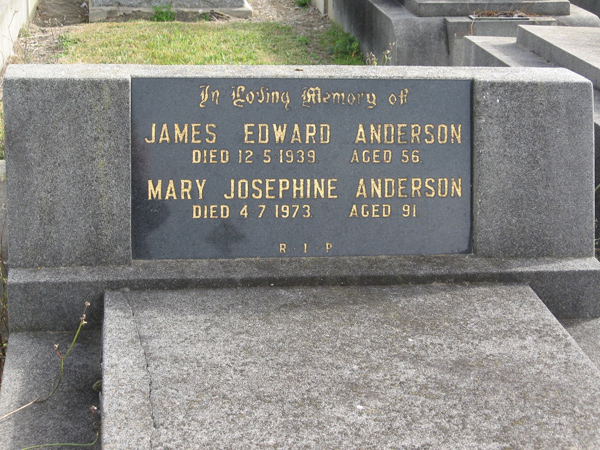 In Loving Memory of
JAMES EDWARD ANDERSON
DIED 12 5 1939 AGED 56
MARY JOSEPHINE ANDERSON
DIED 4 7 1973 AGED 91
R I P